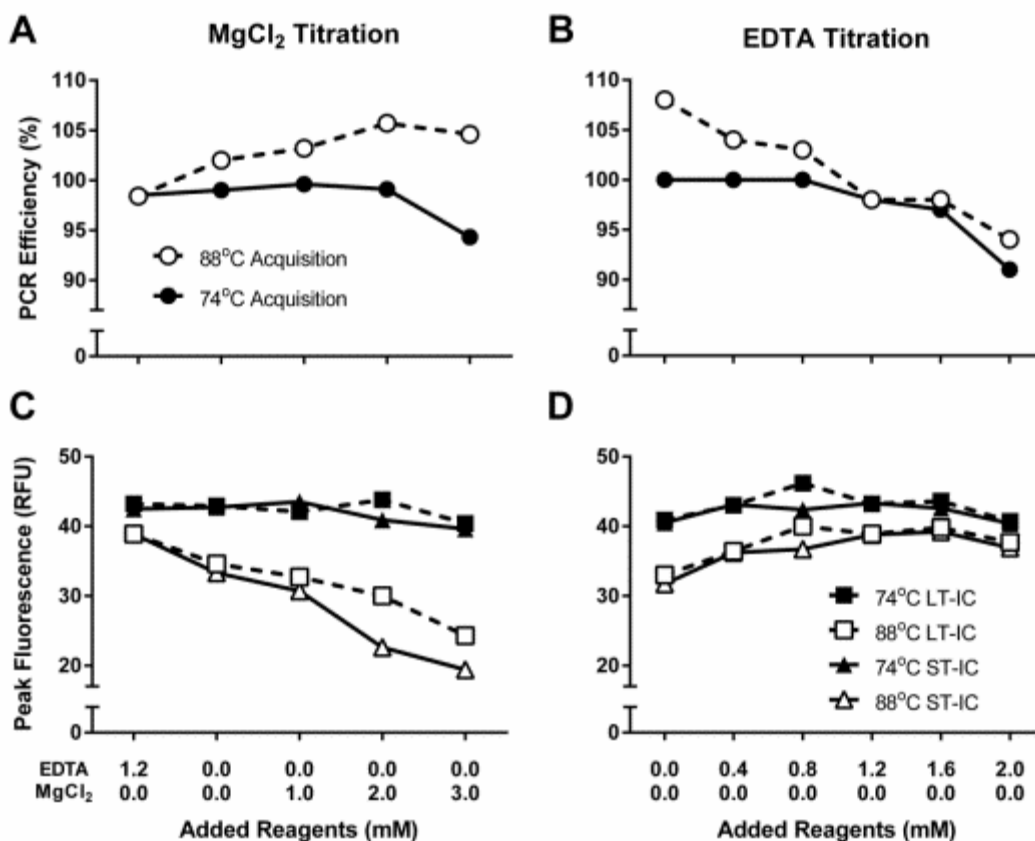 A
MgCl₂ Titration
B
EDTA Titration
PCR Efficiency (%)
110
105
100
95
90
0
88°C Acquisition
74°C Acquisition
C
D
Peak Fluorescence (RFU)
50
40
30
20
0
74°C LT-IC
88°C LT-IC
74°C ST-IC
88°C ST-IC
110
105
100
95
90
0
50
40
30
20
0
EDTA 1.2 0.0 0.0 0.0 0.0
MgCl₂ 0.0 0.0 1.0 2.0 3.0
Added Reagents (mM)
0.0 0.4 0.8 1.2 1.6 2.0
0.0 0.0 0.0 0.0 0.0 0.0
Added Reagents (mM)